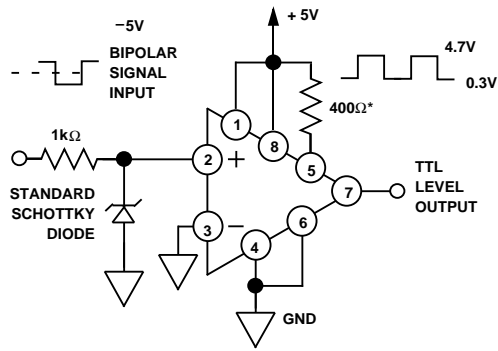 −5V
BIPOLAR
SIGNAL
INPUT
+ 5V
4.7V
0.3V
400Ω*
1kΩ
1
8
5
2
+
7
TTL
LEVEL
OUTPUT
STANDARD
SCHOTTKY
DIODE
3
−
4
6
GND